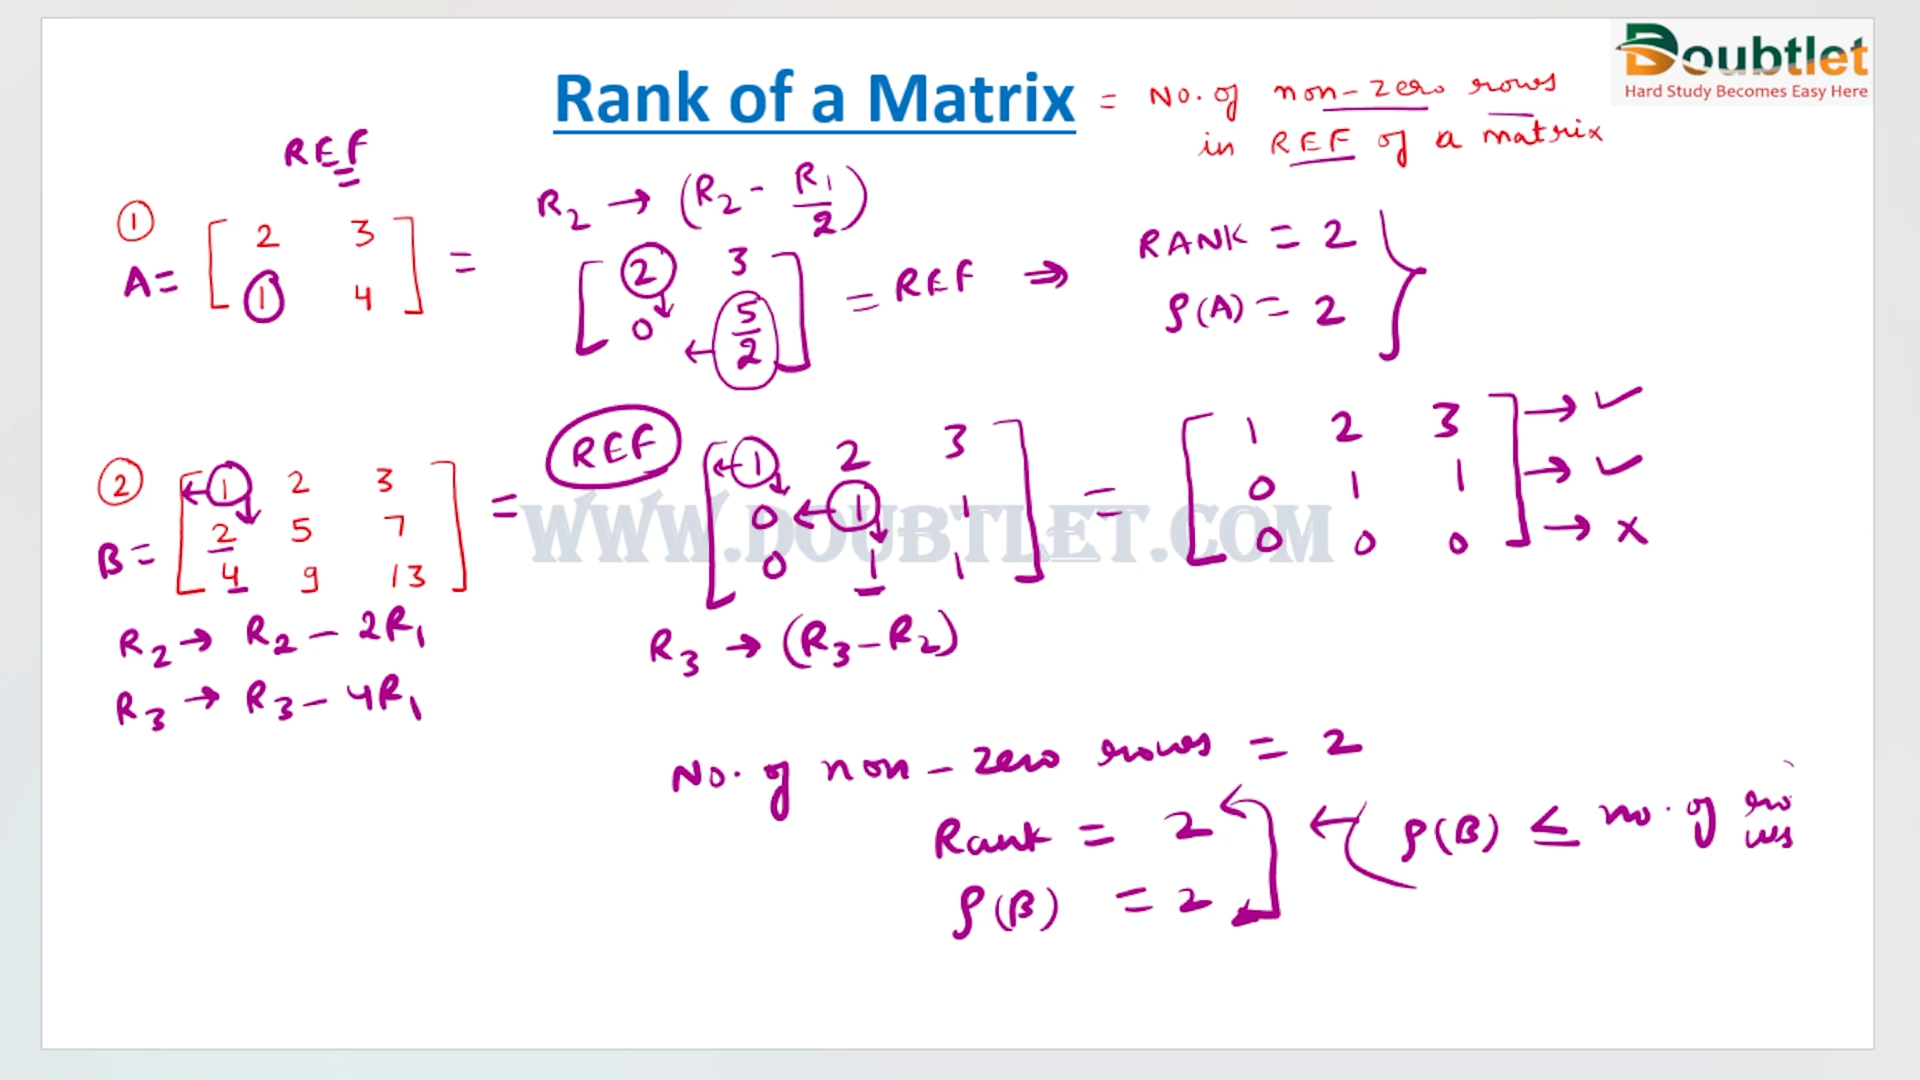 Doubtlet
Hard Study Becomes Easy Here
Rank of a Matrix = No. of non-zero rows
in REF of a matrix
REF
① A = [ 2 3
1 4 ] =
R2 → (R2 - R1/2)
[ 2 3
0 5/2 ] = REF ⇒
RANK = 2
ρ(A) = 2
② B = [ 1 2 3
2 5 7
4 9 13 ] =
R2 → R2 - 2R1
R3 → R3 - 4R1
REF
[ 1 2 3
0 1 1
0 1 1 ] =
R3 → (R3 - R2)
[ 1 2 3 ] → ✓
0 1 1 → ✓
0 0 0 → x
WWW.DOUBTLET.COM
No. of non-zero rows = 2
Rank = 2
ρ(B) = 2
← ρ(B) ≤ no. of ro
ws